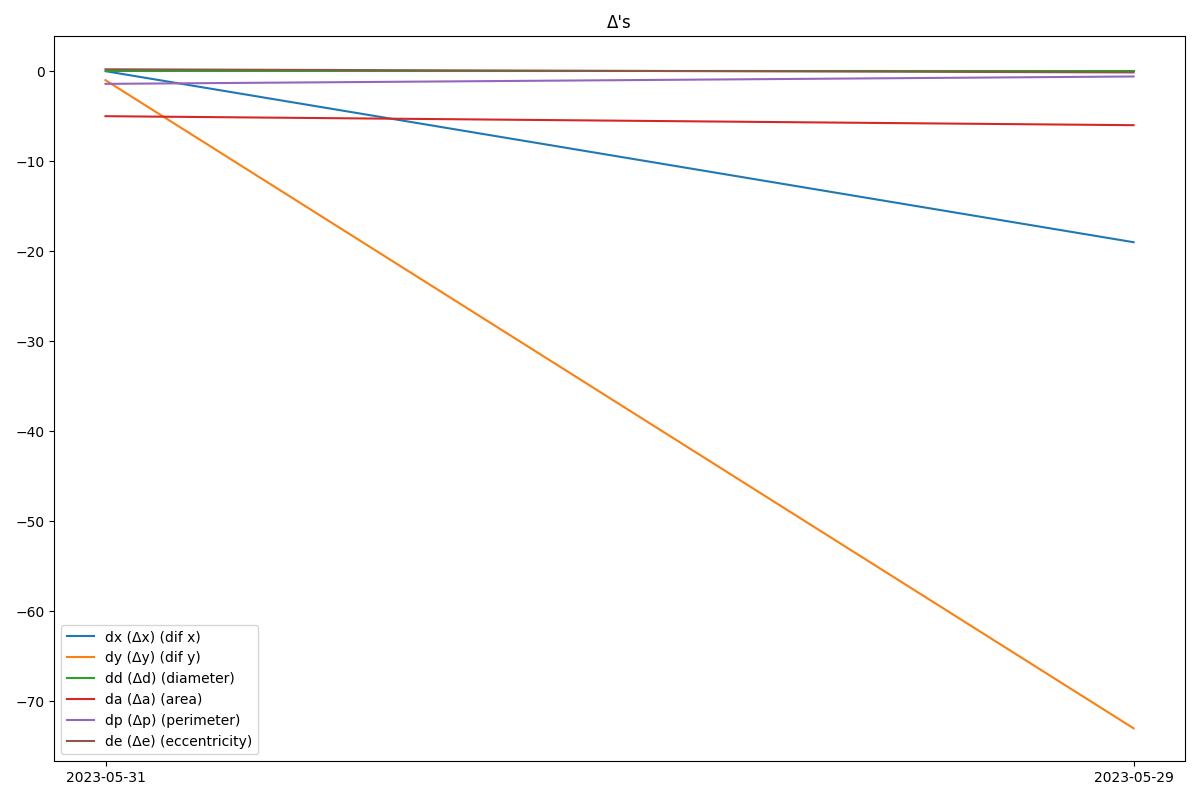 Δ's
0
−10
−20
−30
−40
−50
−60
−70
dx (Δx) (dif x)
dy (Δy) (dif y)
dd (Δd) (diameter)
da (Δa) (area)
dp (Δp) (perimeter)
de (Δe) (eccentricity)
2023-05-31
2023-05-29